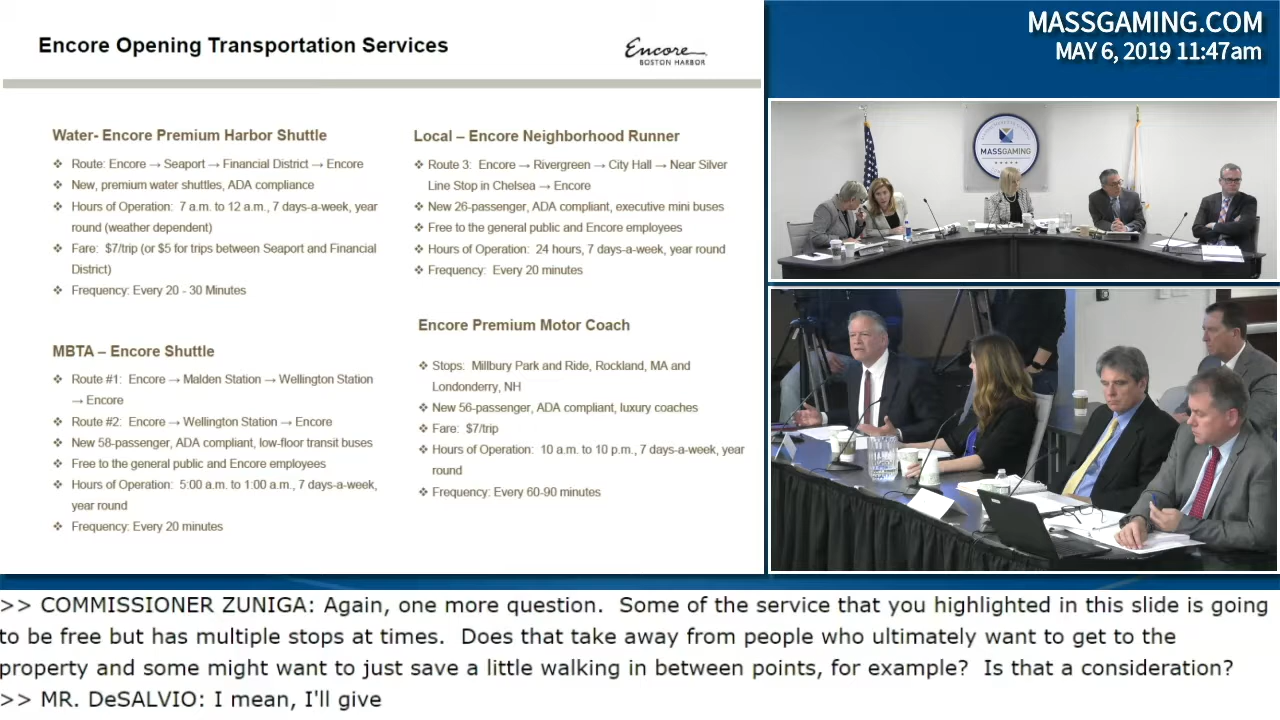 Encore Opening Transportation Services
Encore
BOSTON HARBOR
Water- Encore Premium Harbor Shuttle
❖ Route: Encore → Seaport → Financial District → Encore
❖ New, premium water shuttles, ADA compliance
❖ Hours of Operation: 7 a.m. to 12 a.m., 7 days-a-week, year
round (weather dependent)
❖ Fare: $7/trip (or $5 for trips between Seaport and Financial
District)
❖ Frequency: Every 20 - 30 Minutes
MBTA – Encore Shuttle
❖ Route #1: Encore → Malden Station → Wellington Station
→ Encore
❖ Route #2: Encore → Wellington Station → Encore
❖ New 58-passenger, ADA compliant, low-floor transit buses
❖ Free to the general public and Encore employees
❖ Hours of Operation: 5:00 a.m. to 1:00 a.m., 7 days-a-week,
year round
❖ Frequency: Every 20 minutes
Local – Encore Neighborhood Runner
❖ Route 3: Encore → Rivergreen → City Hall → Near Silver
Line Stop in Chelsea → Encore
❖ New 26-passenger, ADA compliant, executive mini buses
❖ Free to the general public and Encore employees
❖ Hours of Operation: 24 hours, 7 days-a-week, year round
❖ Frequency: Every 20 minutes
Encore Premium Motor Coach
❖ Stops: Millbury Park and Ride, Rockland, MA and
Londonderry, NH
❖ New 56-passenger, ADA compliant, luxury coaches
❖ Fare: $7/trip
❖ Hours of Operation: 10 a.m. to 10 p.m., 7 days-a-week, year
round
❖ Frequency: Every 60-90 minutes
MASSGAMING.COM
MAY 6, 2019 11:47am
MASSGAMING
>> COMMISSIONER ZUNIGA: Again, one more question. Some of the service that you highlighted in this slide is going
to be free but has multiple stops at times. Does that take away from people who ultimately want to get to the
property and some might want to just save a little walking in between points, for example? Is that a consideration?
>> MR. DeSALVIO: I mean, I'll give